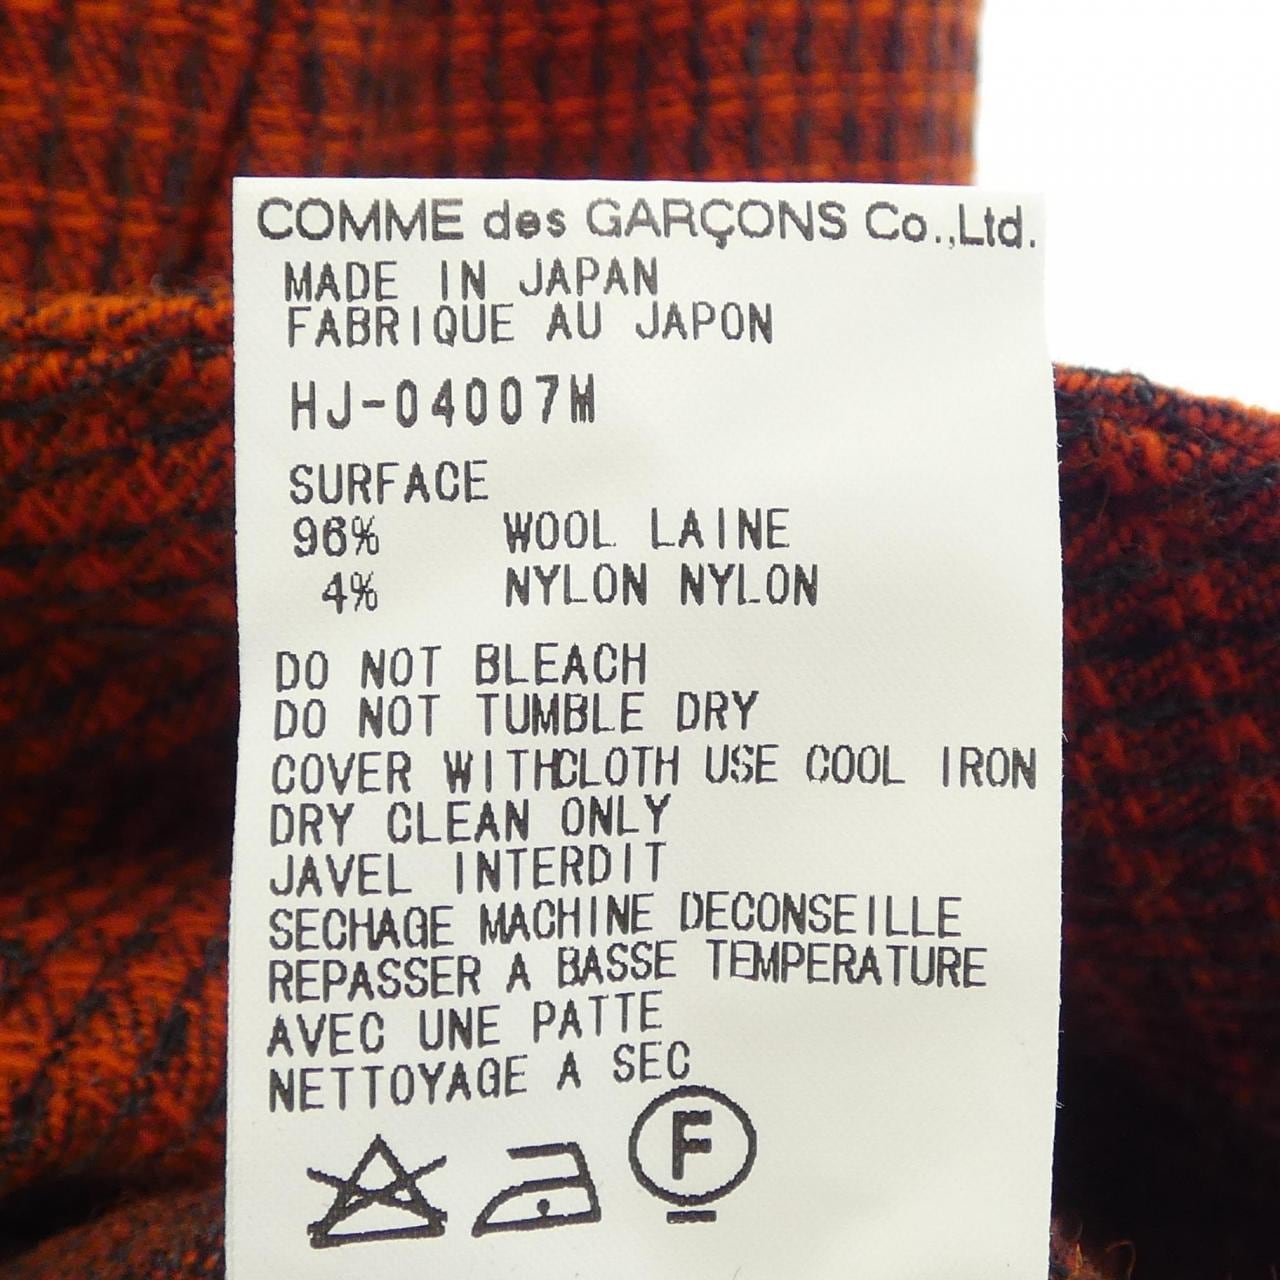 COMME des GARÇONS Co.,Ltd.
MADE IN JAPAN
FABRIQUE AU JAPON
HJ-04007M
SURFACE
96% WOOL LAINE
4% NYLON NYLON
DO NOT BLEACH
DO NOT TUMBLE DRY
COVER WITHCLOTH USE COOL IRON
DRY CLEAN ONLY
JAVEL INTERDIT
SECHAGE MACHINE DECONSEILLE
REPASSER A BASSE TEMPERATURE
AVEC UNE PATTE
NETTOYAGE A SEC
F